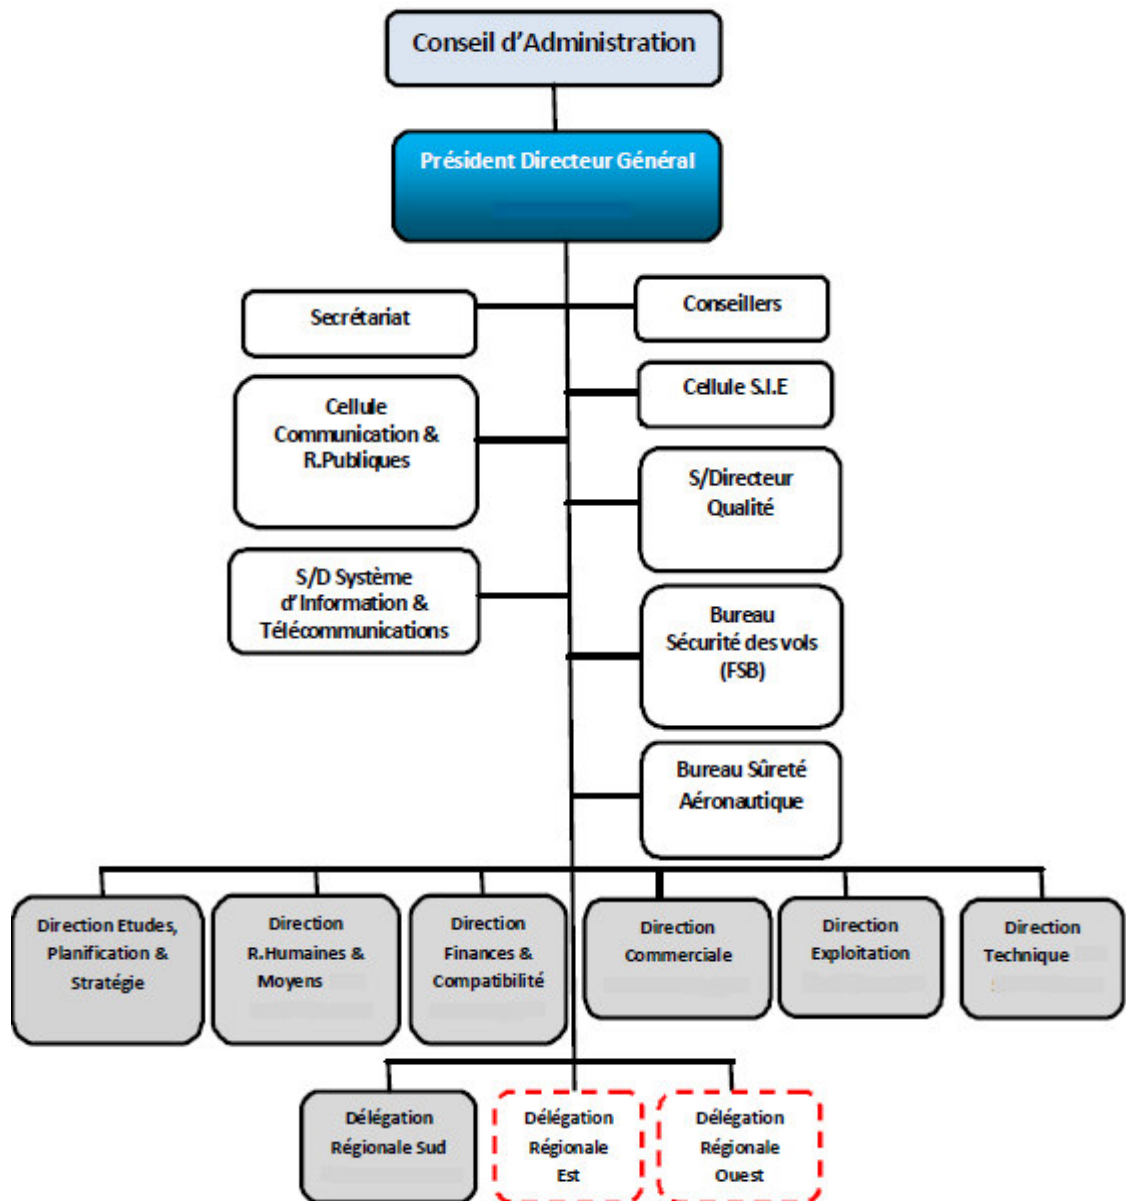 Conseil d'Administration
Président Directeur Général
Secrétariat
Conseillers
Cellule
Communication &
R.Publiques
Cellule S.I.E
S/Directeur
Qualité
S/D Système
d'Information &
Télécommunications
Bureau
Sécurité des vols
(FSB)
Bureau Sûreté
Aéronautique
Direction Etudes,
Planification &
Stratégie
Direction
R.Humaines &
Moyens
Direction
Finances &
Compatibilité
Direction
Commerciale
Direction
Exploitation
Direction
Technique
Délégation
Régionale Sud
Délégation
Régionale
Est
Délégation
Régionale
Ouest